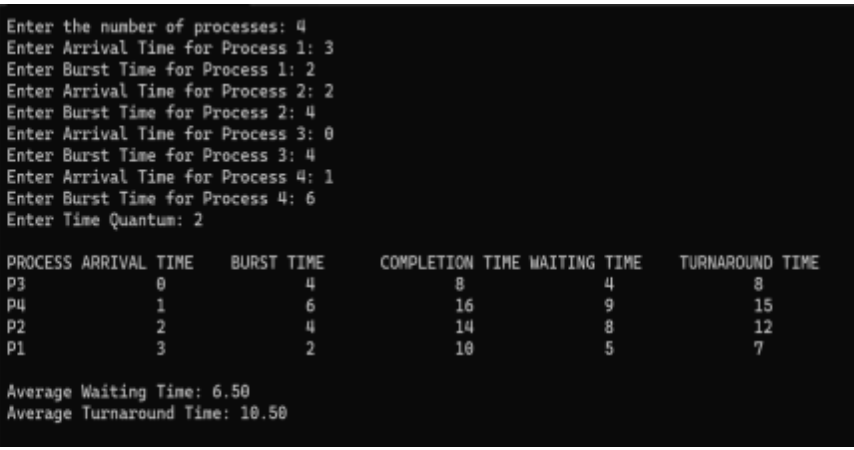 Enter the number of processes: 4
Enter Arrival Time for Process 1: 3
Enter Burst Time for Process 1: 2
Enter Arrival Time for Process 2: 2
Enter Burst Time for Process 2: 4
Enter Arrival Time for Process 3: 0
Enter Burst Time for Process 3: 4
Enter Arrival Time for Process 4: 1
Enter Burst Time for Process 4: 6
Enter Time Quantum: 2
PROCESS ARRIVAL TIME BURST TIME COMPLETION TIME WAITING TIME TURNAROUND TIME
P3 0 4 8 4 8
P4 1 6 16 9 15
P2 2 4 14 8 12
P1 3 2 10 5 7
Average Waiting Time: 6.50
Average Turnaround Time: 10.50